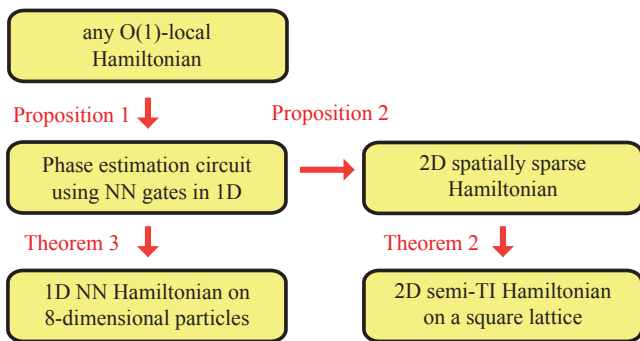 any O(1)-local
Hamiltonian
Proposition 1
Proposition 2
Phase estimation circuit
using NN gates in 1D
2D spatially sparse
Hamiltonian
Theorem 3
Theorem 2
1D NN Hamiltonian on
8-dimensional particles
2D semi-TI Hamiltonian
on a square lattice